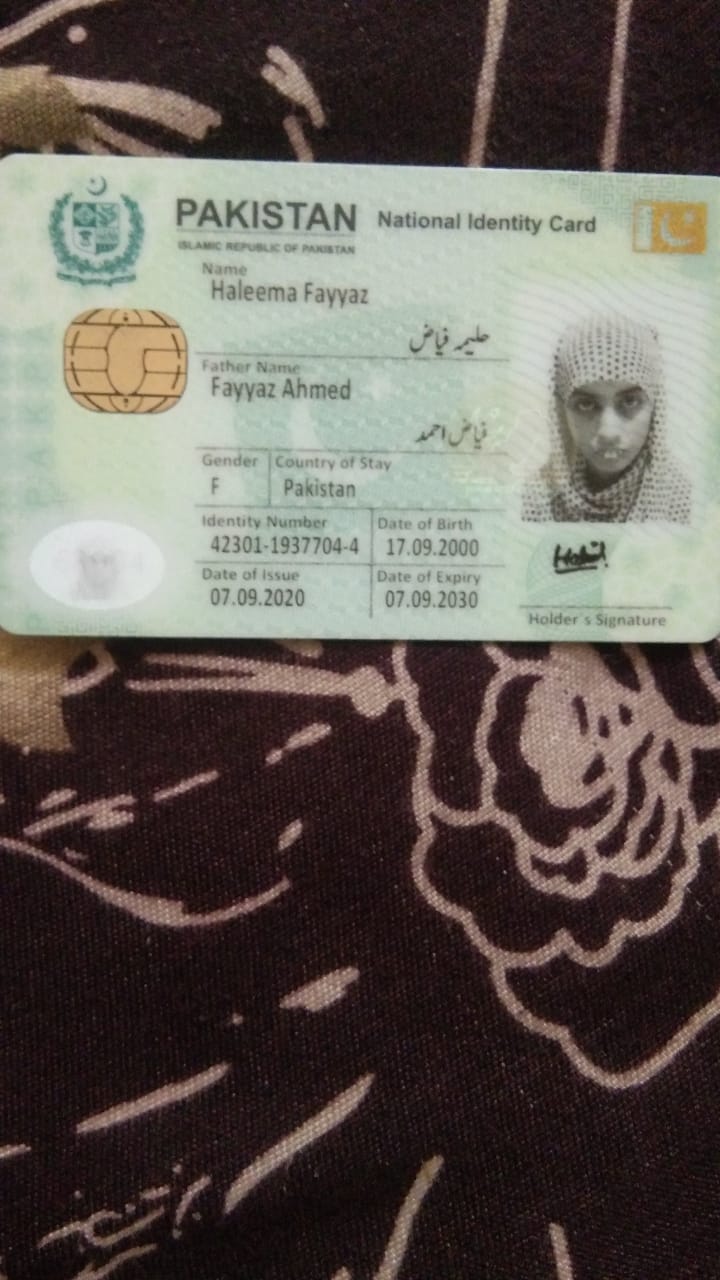 PAKISTAN National Identity Card
ISLAMIC REPUBLIC OF PAKISTAN
Name
Haleema Fayyaz
حلیمہ فیاض
Father Name
Fayyaz Ahmed
فیاض احمد
Gender Country of Stay
F Pakistan
Identity Number Date of Birth
42301-1937704-4 17.09.2000
Date of Issue Date of Expiry
07.09.2020 07.09.2030
Holder's Signature